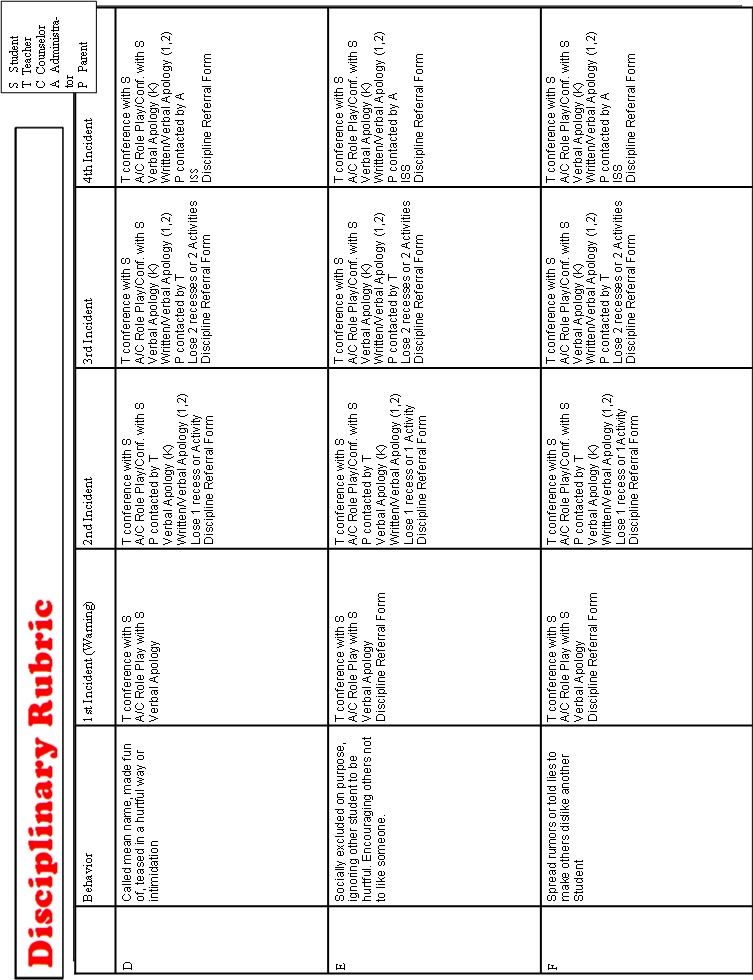 Disciplinary Rubric
S Student
T Teacher
C Counselor
A Administra-
tor
P Parent
Behavior
1st Incident (Warning)
2nd Incident
3rd Incident
4th Incident
D
Called mean name, made fun
of, teased in a hurtful way or
intimidation
T conference with S
A/C Role Play with S
Verbal Apology
T conference with S
A/C Role Play/Conf. with S
P contacted by T
Verbal Apology (K)
Written/Verbal Apology (1,2)
Lose 1 recess or Activity
Discipline Referral Form
T conference with S
A/C Role Play/Conf. with S
Verbal Apology (K)
Written/Verbal Apology (1,2)
P contacted by T
Lose 2 recesses or 2 Activities
Discipline Referral Form
T conference with S
A/C Role Play/Conf. with S
Verbal Apology (K)
Written/Verbal Apology (1,2)
P contacted by A
ISS
Discipline Referral Form
E
Socially excluded on purpose,
ignoring other student to be
hurtful. Encouraging others not
to like someone.
T conference with S
A/C Role Play with S
Verbal Apology
Discipline Referral Form
T conference with S
A/C Role Play/Conf. with S
P contacted by T
Verbal Apology (K)
Written/Verbal Apology (1,2)
Lose 1 recess or 1 Activity
Discipline Referral Form
T conference with S
A/C Role Play/Conf. with S
Verbal Apology (K)
Written/Verbal Apology (1,2)
P contacted by T
Lose 2 recesses or 2 Activities
Discipline Referral Form
T conference with S
A/C Role Play/Conf. with S
Verbal Apology (K)
Written/Verbal Apology (1,2)
P contacted by A
ISS
Discipline Referral Form
F
Spread rumors or told lies to
make others dislike another
Student
T conference with S
A/C Role Play with S
Verbal Apology
Discipline Referral Form
T conference with S
A/C Role Play/Conf. with S
P contacted by T
Verbal Apology (K)
Written/Verbal Apology (1,2)
Lose 1 recess or 1Activity
Discipline Referral Form
T conference with S
A/C Role Play/Conf. with S
Verbal Apology (K)
Written/Verbal Apology (1,2)
P contacted by T
Lose 2 recesses or 2 Activities
Discipline Referral Form
T conference with S
A/C Role Play/Conf. with S
Verbal Apology (K)
Written/Verbal Apology (1,2)
P contacted by A
ISS
Discipline Referral Form